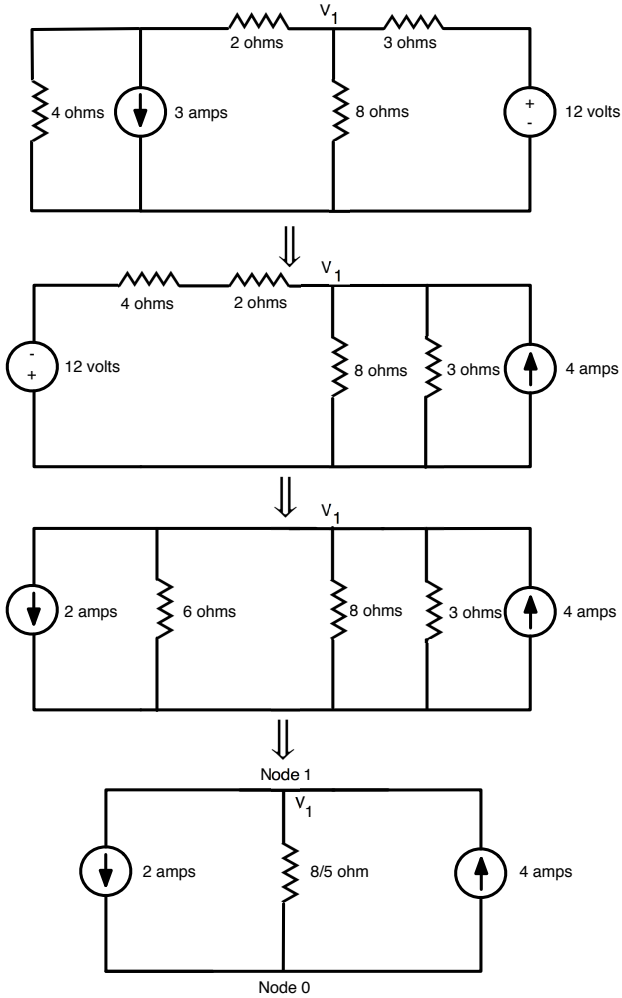 V1
2 ohms
3 ohms
4 ohms
3 amps
8 ohms
+
-
12 volts
V1
4 ohms
2 ohms
-
+
12 volts
8 ohms
3 ohms
4 amps
V1
2 amps
6 ohms
8 ohms
3 ohms
4 amps
Node 1
V1
2 amps
8/5 ohm
4 amps
Node 0